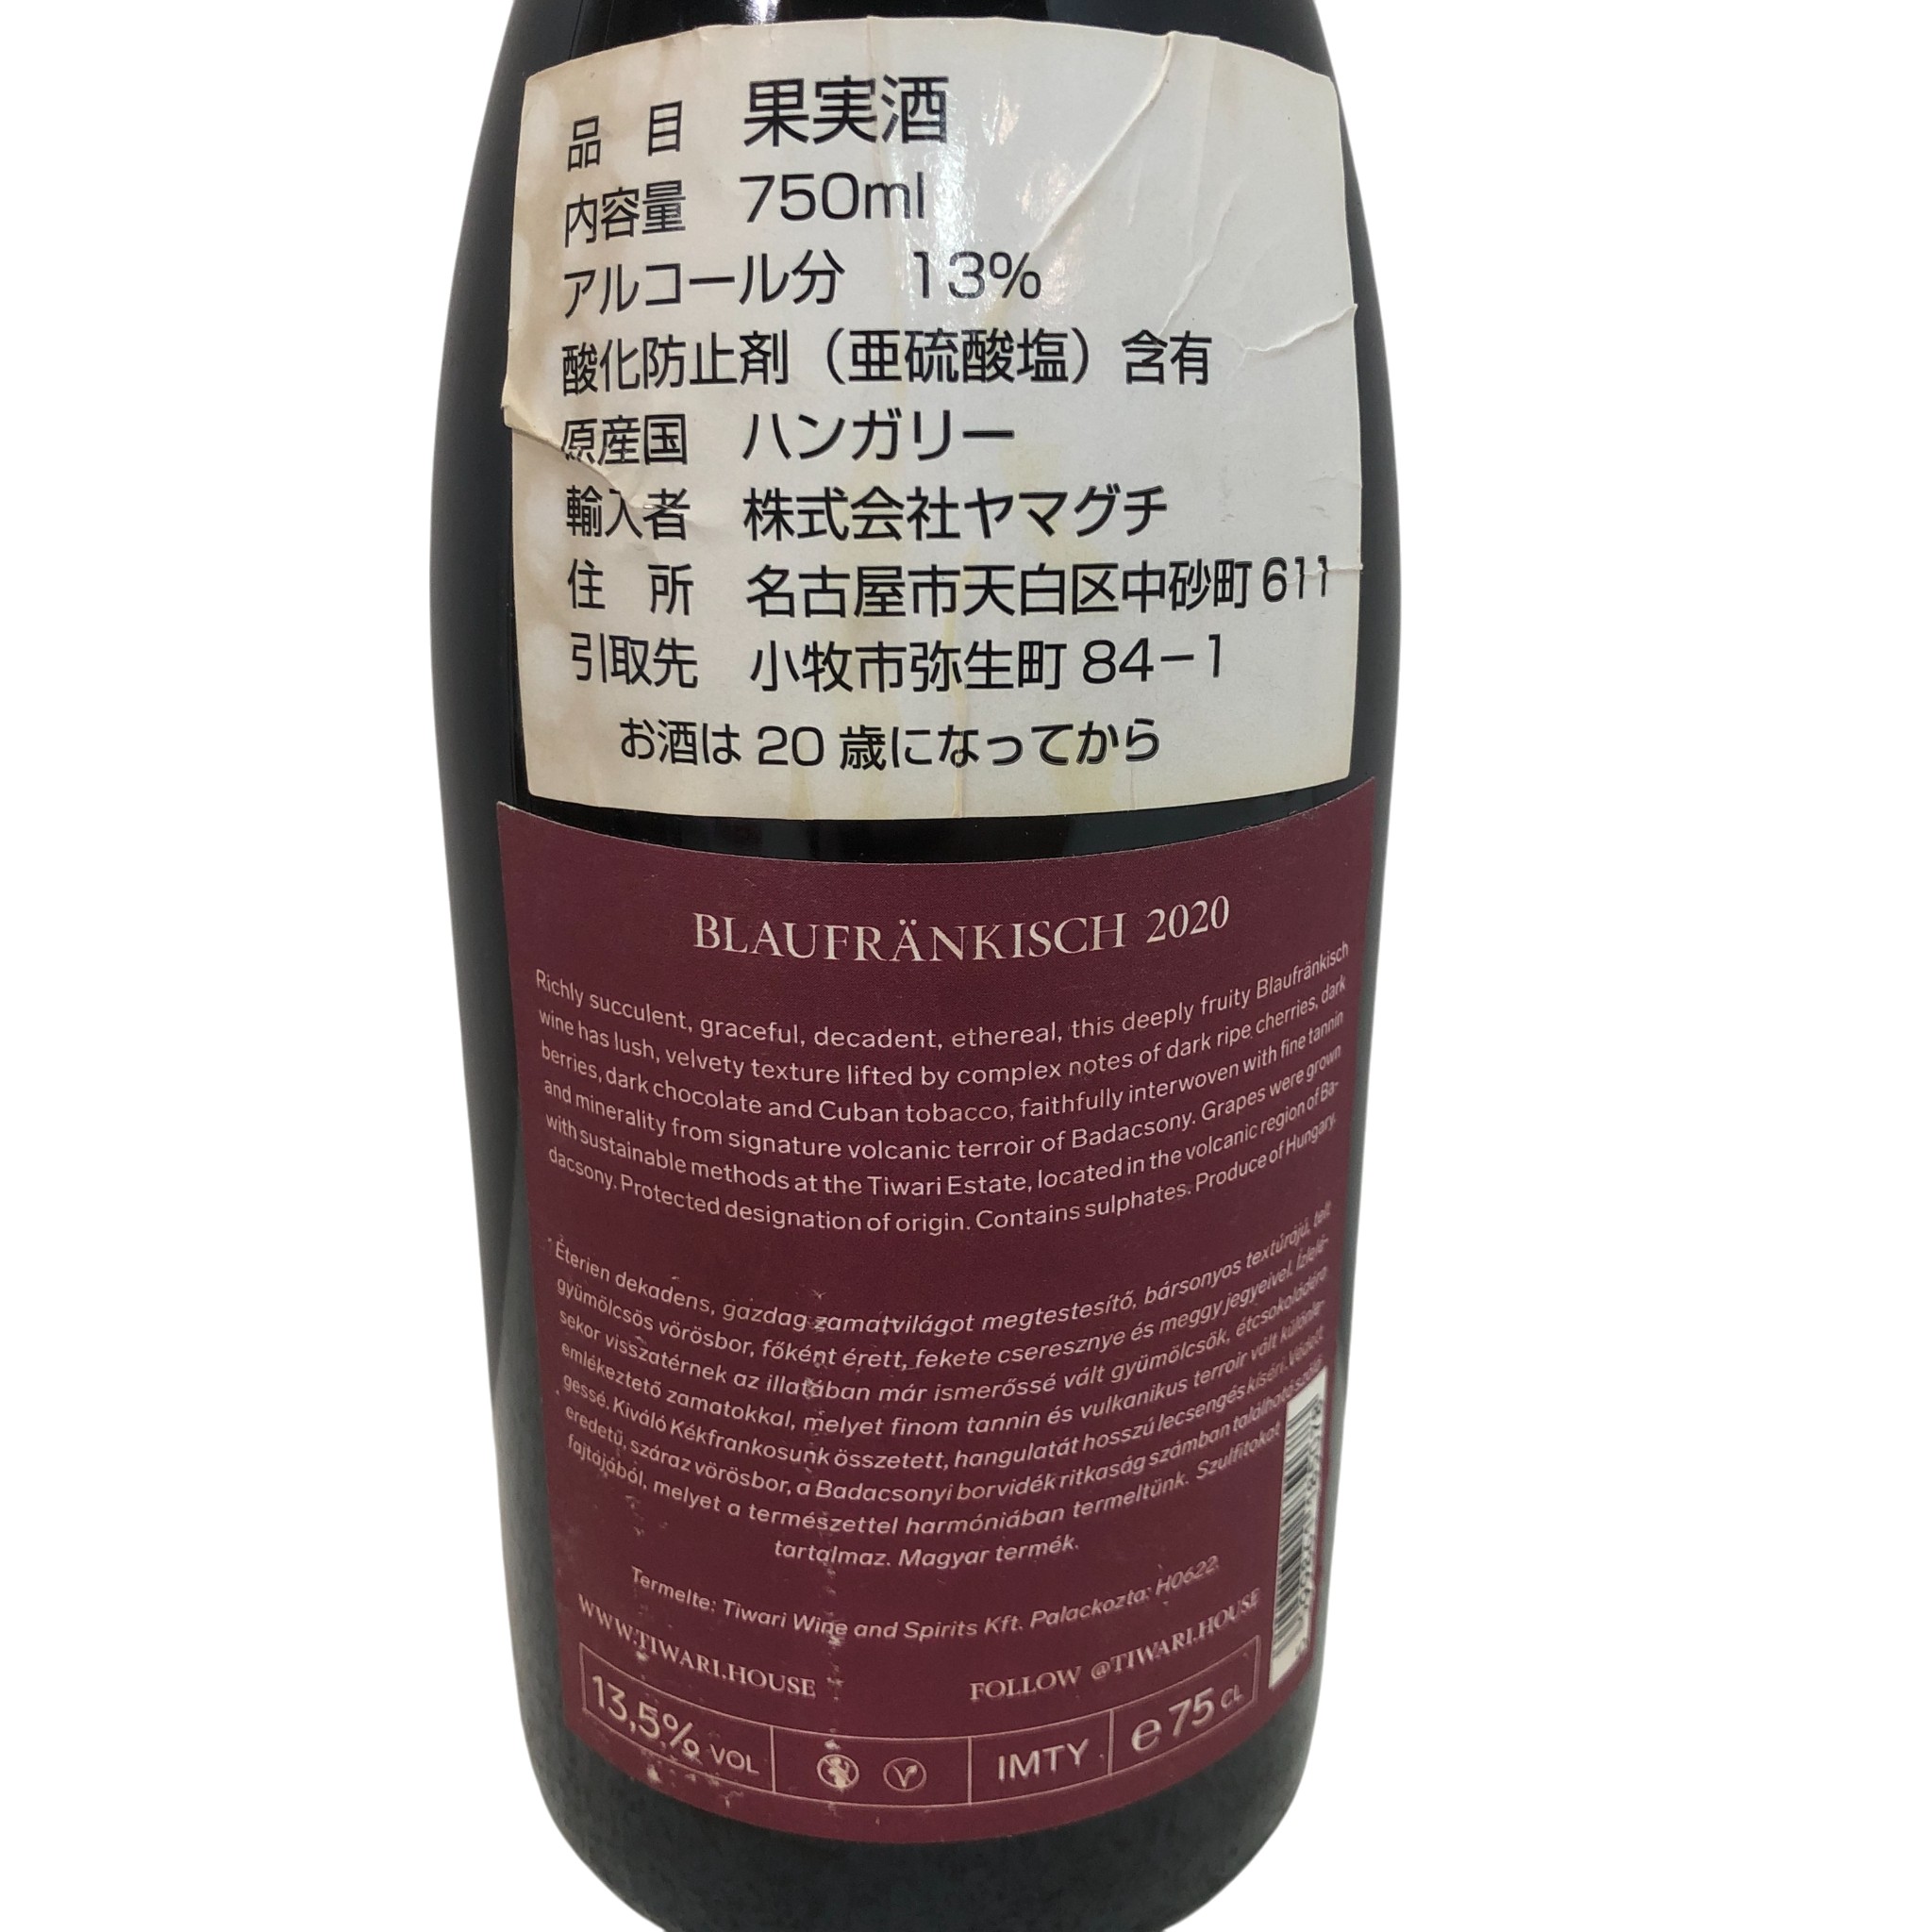 品 目 果実酒
内容量 750ml
アルコール分 13%
酸化防止剤（亜硫酸塩）含有
原産国 ハンガリー
輸入者 株式会社ヤマグチ
住 所 名古屋市天白区中砂町611
引取先 小牧市弥生町 84-1
お酒は 20 歳になってから
BLAUFRÄNKISCH 2020
Richly succulent, graceful, decadent, ethereal, this deeply fruity Blaufränkisch
wine has lush, velvety texture lifted by complex notes of dark ripe cherries, dark
berries, dark chocolate and Cuban tobacco, faithfully interwoven with fine tannin
and minerality from signature volcanic terroir of Badacsony. Grapes were grown
with sustainable methods at the Tiwari Estate, located in the volcanic region of Ba-
dacsony. Protected designation of origin. Contains sulphates. Produce of Hungary.
Éterien dekadens, gazdag zamatvilágot megtestesítő, bársonyos textúrájú, telt
gyümölcsös vörösbor, főként érett, fekete cseresznye és meggy jegyeivel. Ízlelé-
sekor visszatérnek az illatában már ismerőssé vált gyümölcsök, étcsokoládéra
emlékeztető zamatokkal, melyet finom tannin és vulkanikus terroir vált különle-
gessé. Kiváló Kékfrankosunk összetett, hangulatát hosszú lecsengés kíséri. Védett
eredetű, száraz vörösbor, a Badacsonyi borvidék ritkaság számban található szőlő
fajtájából, melyet a természettel harmóniában termeltünk. Szulfitokat
tartalmaz. Magyar termék.
Termelte: Tiwari Wine and Spirits Kft. Palackozta: H0622.
WWW.TIWARI.HOUSE FOLLOW @TIWARI.HOUSE
13,5% VOL IMTY e 75 CL